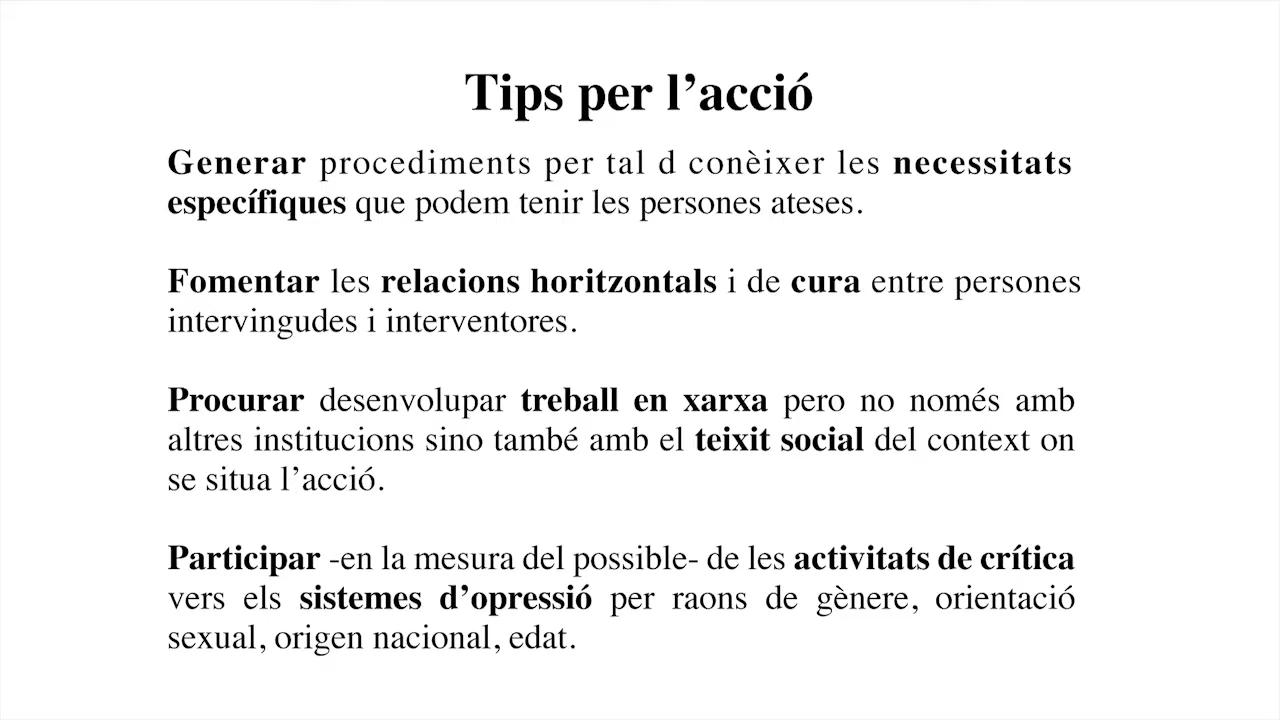 Tips per l’acció
Generar procediments per tal d conèixer les necessitats
específiques que podem tenir les persones ateses.
Fomentar les relacions horitzontals i de cura entre persones
intervingudes i interventores.
Procurar desenvolupar treball en xarxa pero no només amb
altres institucions sino també amb el teixit social del context on
se situa l’acció.
Participar -en la mesura del possible- de les activitats de crítica
vers els sistemes d’opressió per raons de gènere, orientació
sexual, origen nacional, edat.